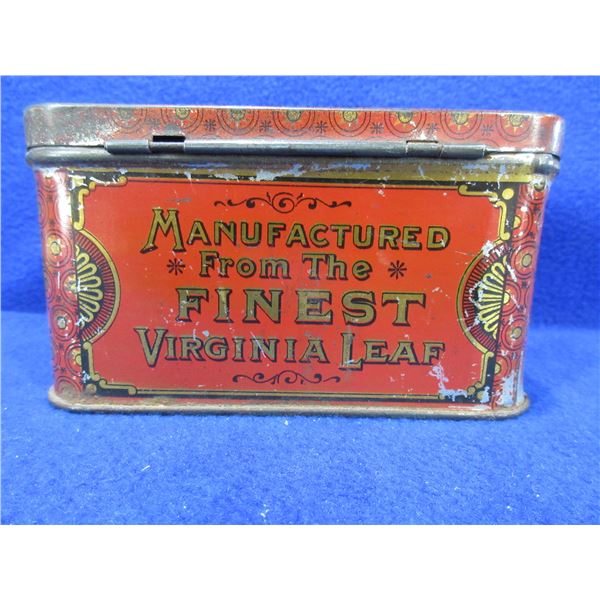 MANUFACTURED
From The
FINEST
VIRGINIA LEAF